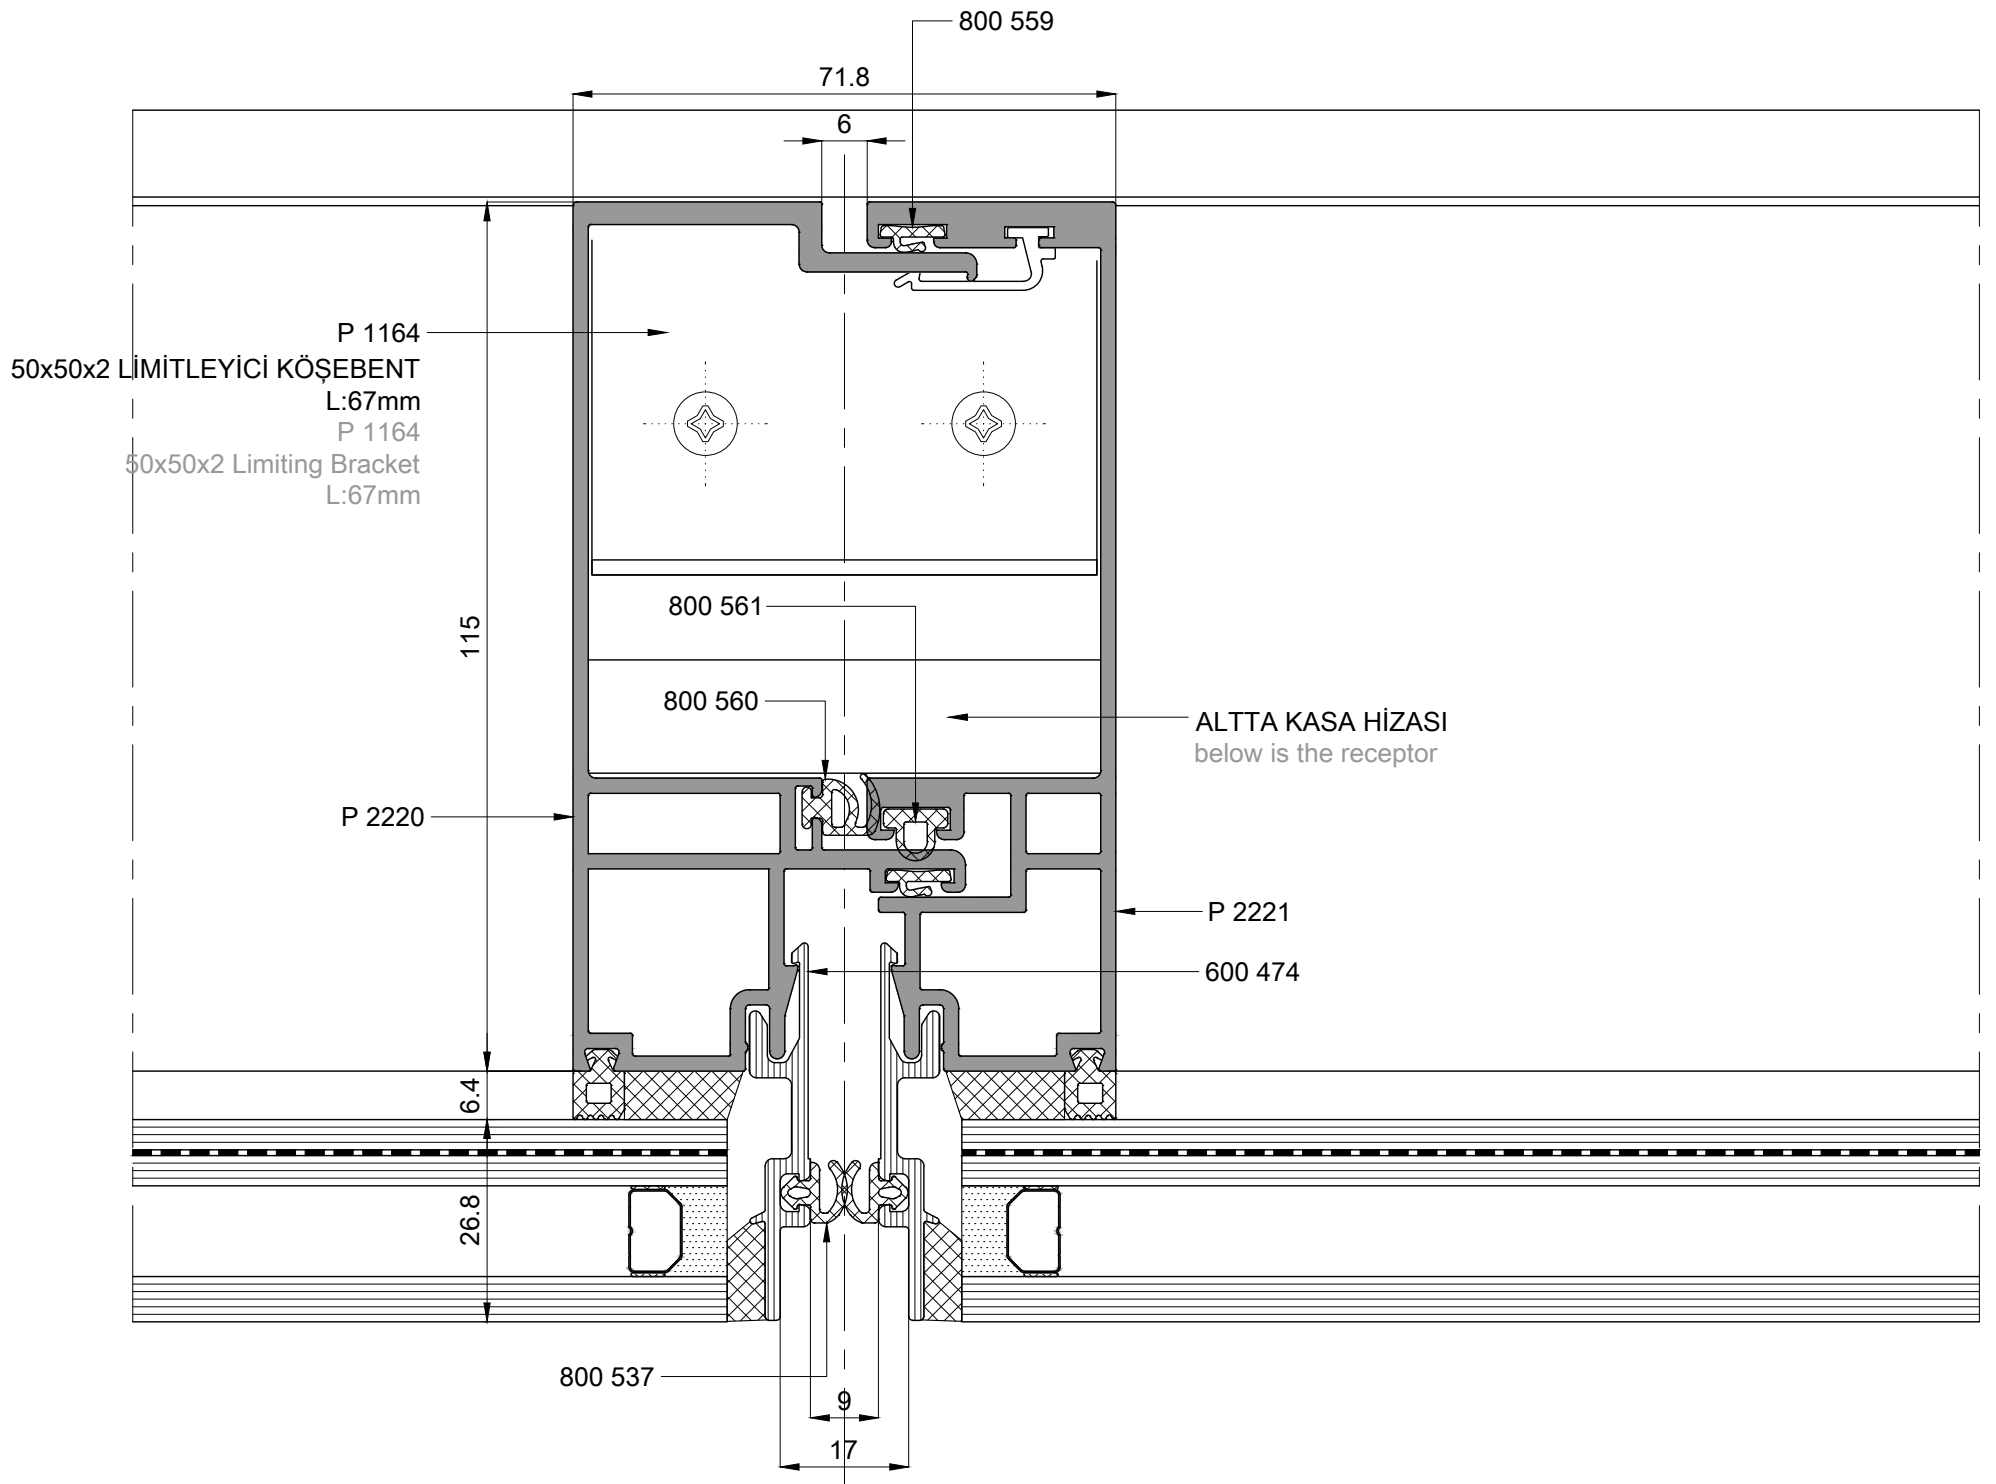 800 559
71.8
6
P 1164
50x50x2 LİMİTLEYİCİ KÖŞEBENT
L:67mm
P 1164
50x50x2 Limiting Bracket
L:67mm
115
800 561
800 560
ALTTA KASA HİZASI
below is the receptor
P 2220
P 2221
600 474
6.4
26.8
800 537
9
17